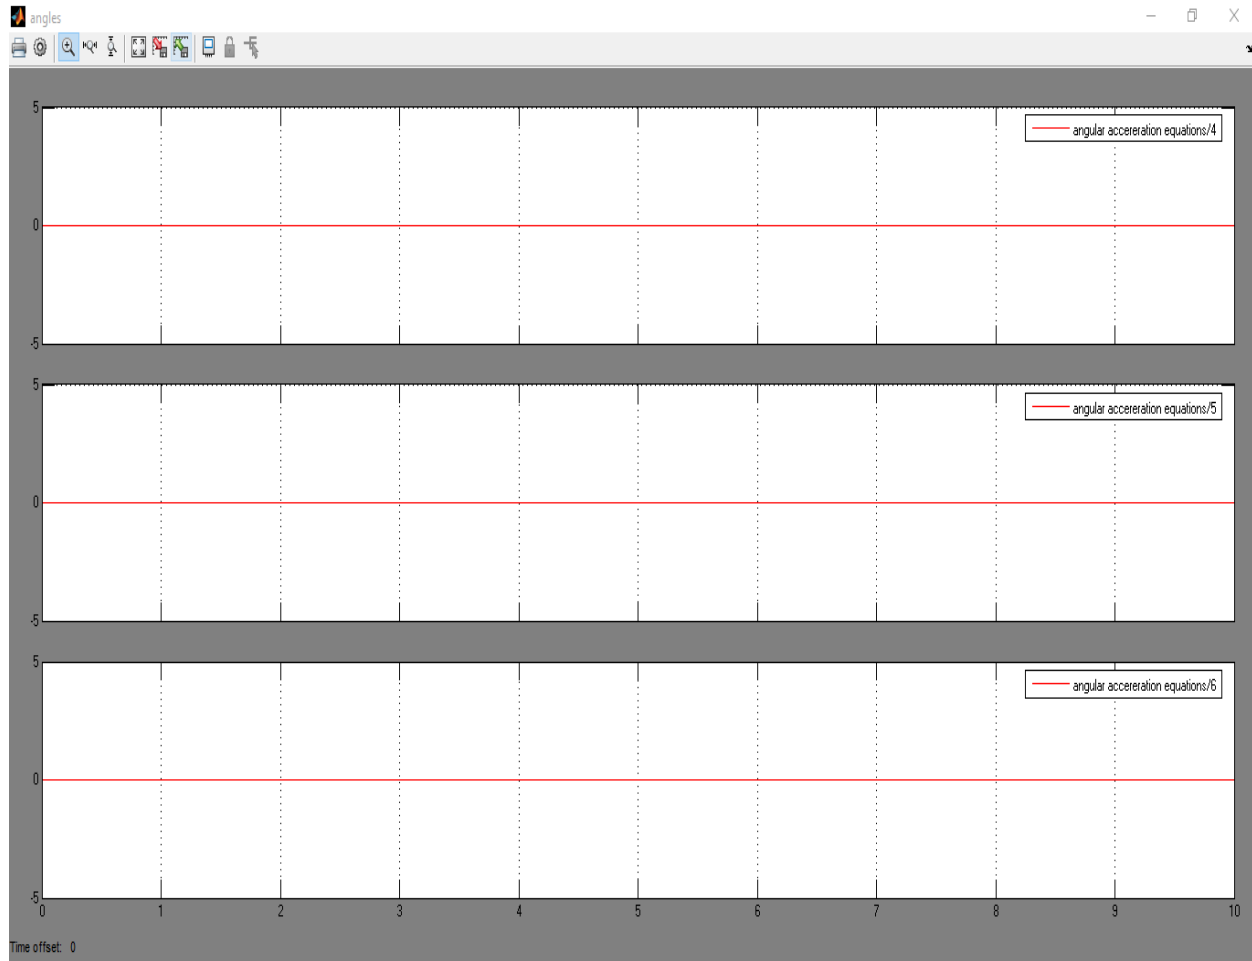 angles
5
angular accereration equations/4
0
-5
5
angular accereration equations/5
0
-5
5
angular accereration equations/6
0
-5
0 1 2 3 4 5 6 7 8 9 10
Time offset: 0